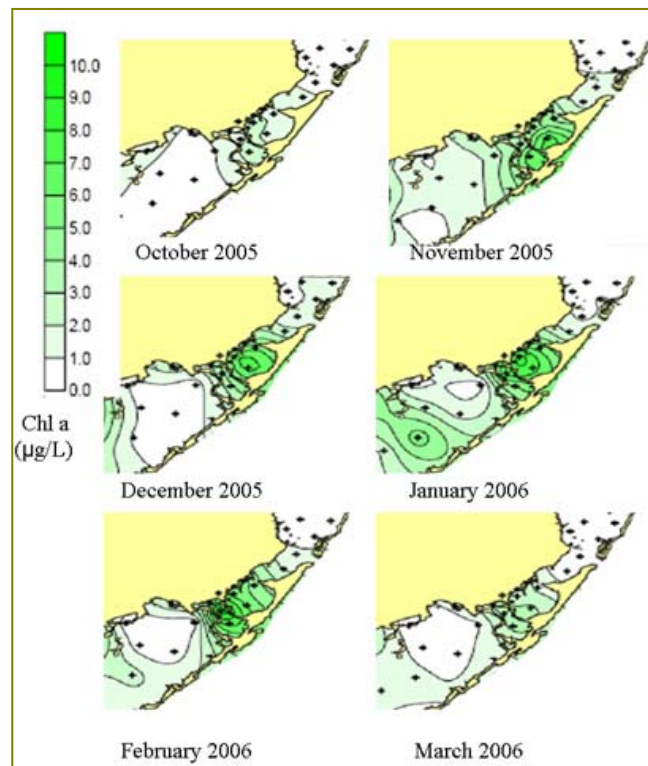 10.0
9.0
8.0
7.0
6.0
5.0
4.0
3.0
2.0
1.0
0.0
Chl a
(µg/L)
October 2005
November 2005
December 2005
January 2006
February 2006
March 2006